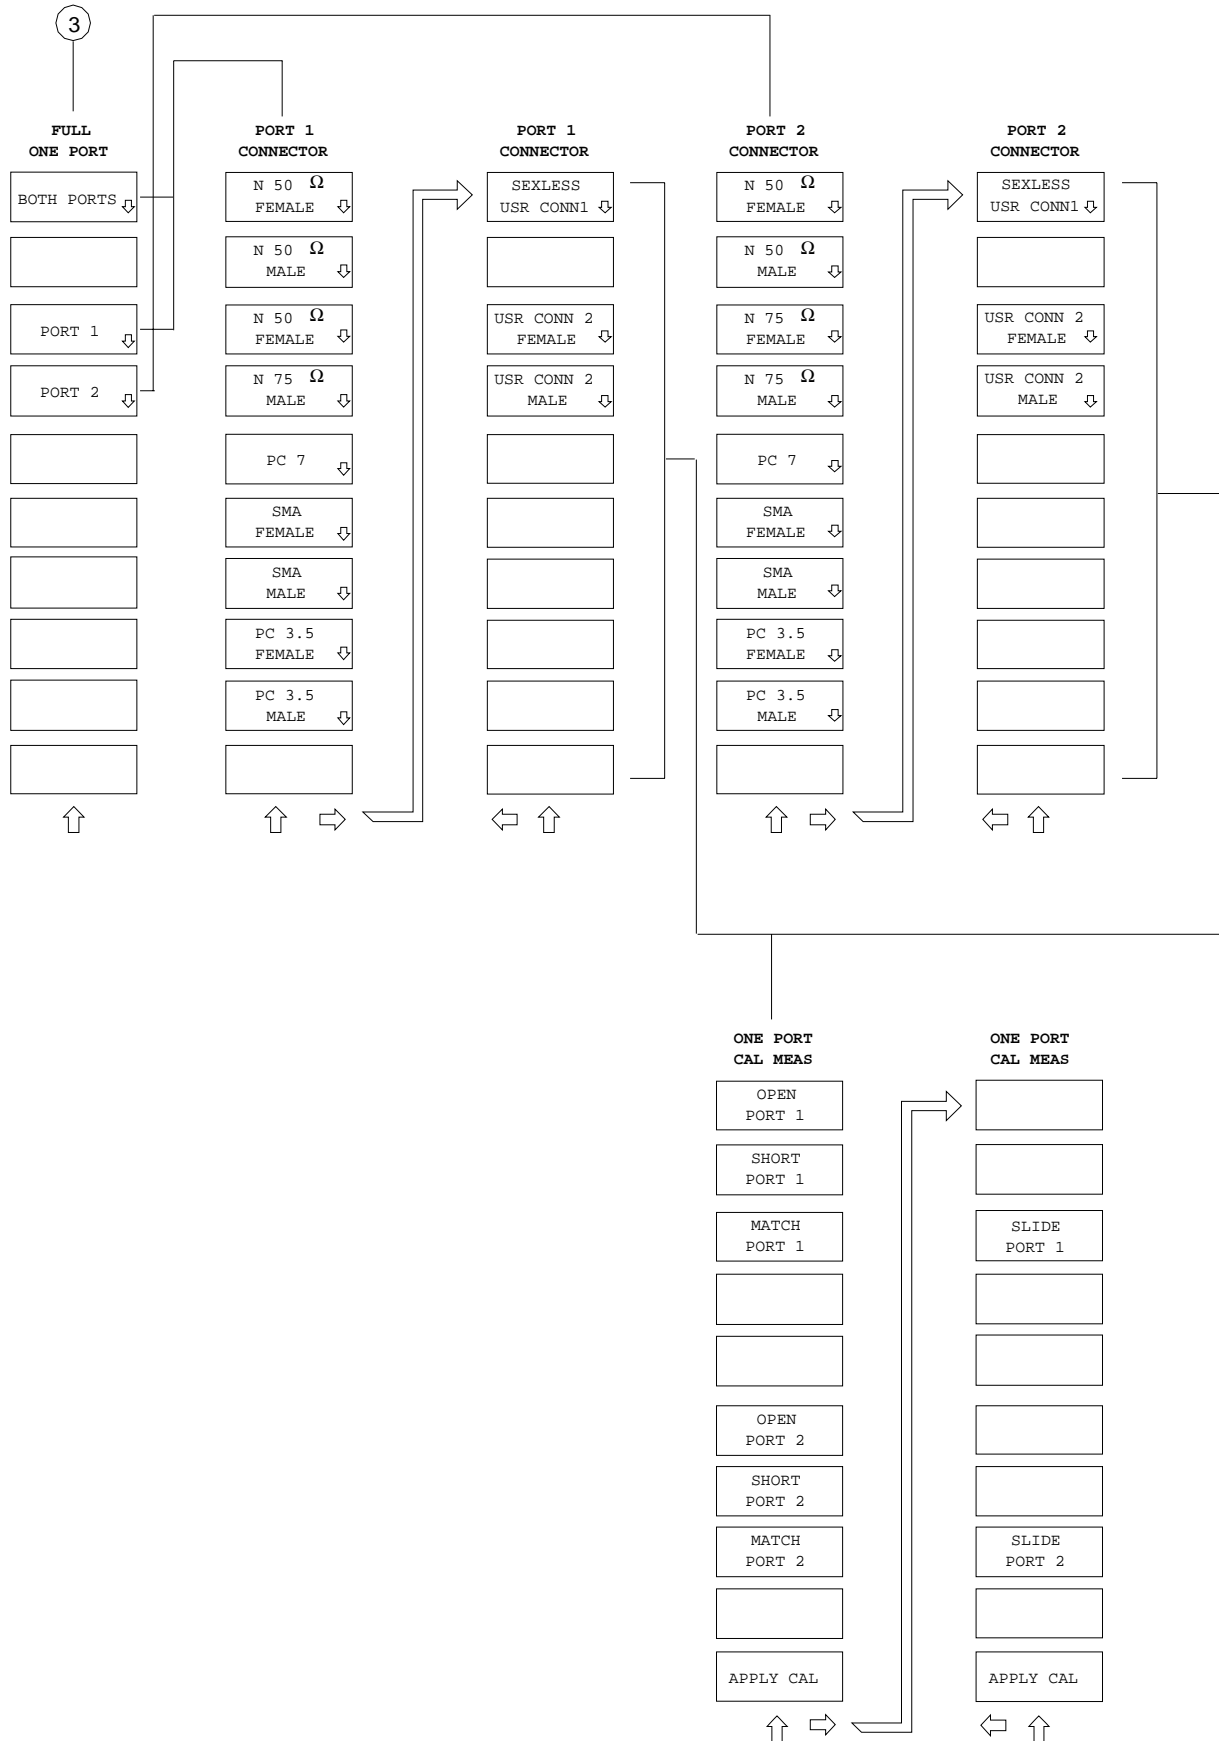 3
FULL
ONE PORT
BOTH PORTS
PORT 1
PORT 2
PORT 1
CONNECTOR
N 50 Ω
FEMALE
N 50 Ω
MALE
N 50 Ω
FEMALE
N 75 Ω
MALE
PC 7
SMA
FEMALE
SMA
MALE
PC 3.5
FEMALE
PC 3.5
MALE
PORT 1
CONNECTOR
SEXLESS
USR CONN1
USR CONN 2
FEMALE
USR CONN 2
MALE
PORT 2
CONNECTOR
N 50 Ω
FEMALE
N 50 Ω
MALE
N 75 Ω
FEMALE
N 75 Ω
MALE
PC 7
SMA
FEMALE
SMA
MALE
PC 3.5
FEMALE
PC 3.5
MALE
PORT 2
CONNECTOR
SEXLESS
USR CONN1
USR CONN 2
FEMALE
USR CONN 2
MALE
ONE PORT
CAL MEAS
OPEN
PORT 1
SHORT
PORT 1
MATCH
PORT 1
OPEN
PORT 2
SHORT
PORT 2
MATCH
PORT 2
APPLY CAL
ONE PORT
CAL MEAS
SLIDE
PORT 1
SLIDE
PORT 2
APPLY CAL